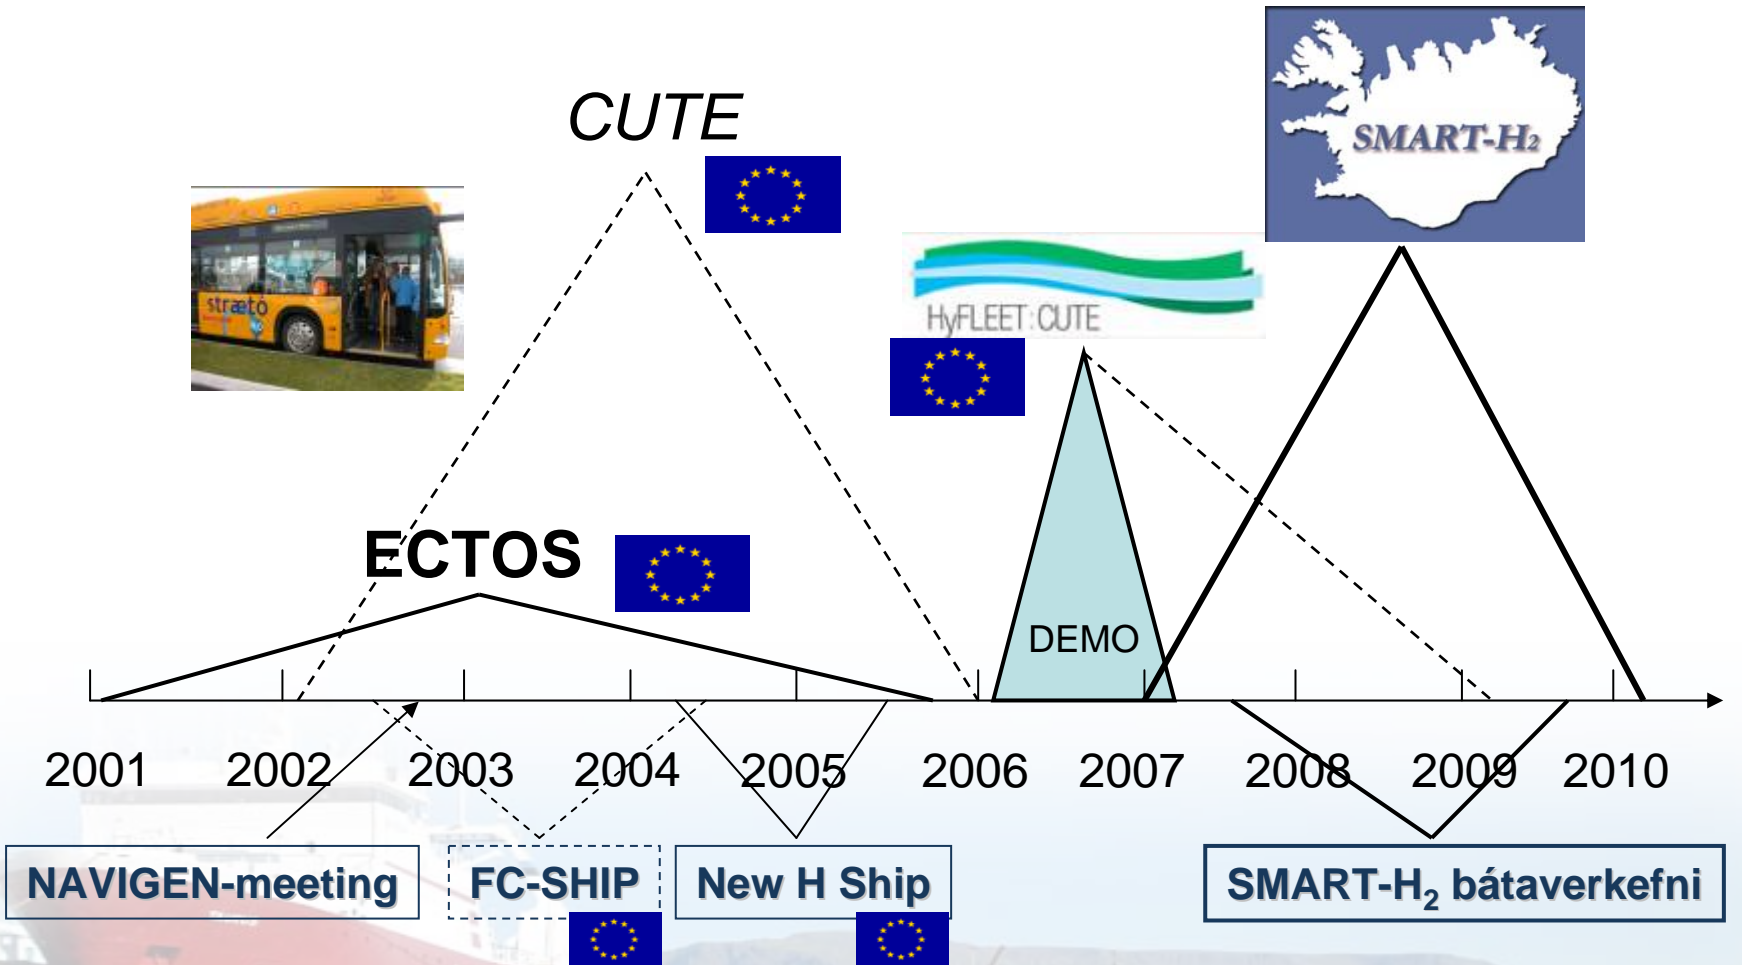 CUTE
SMART-H2
strætó
HyFLEET:CUTE
ECTOS
DEMO
2001 2002 2003 2004 2005 2006 2007 2008 2009 2010
NAVIGEN-meeting
FC-SHIP
New H Ship
SMART-H2 bátaverkefni